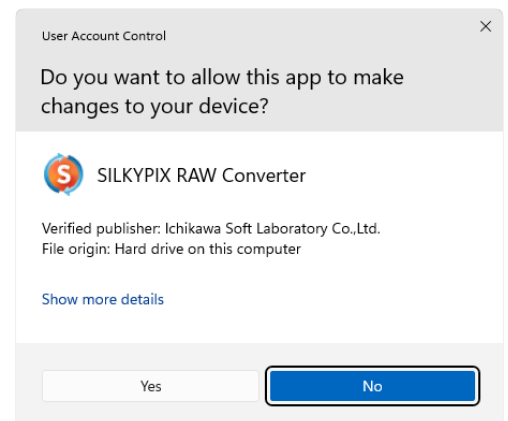 User Account Control
Do you want to allow this app to make
changes to your device?
S
SILKYPIX RAW Converter
Verified publisher: Ichikawa Soft Laboratory Co.,Ltd.
File origin: Hard drive on this computer
Show more details
Yes
No